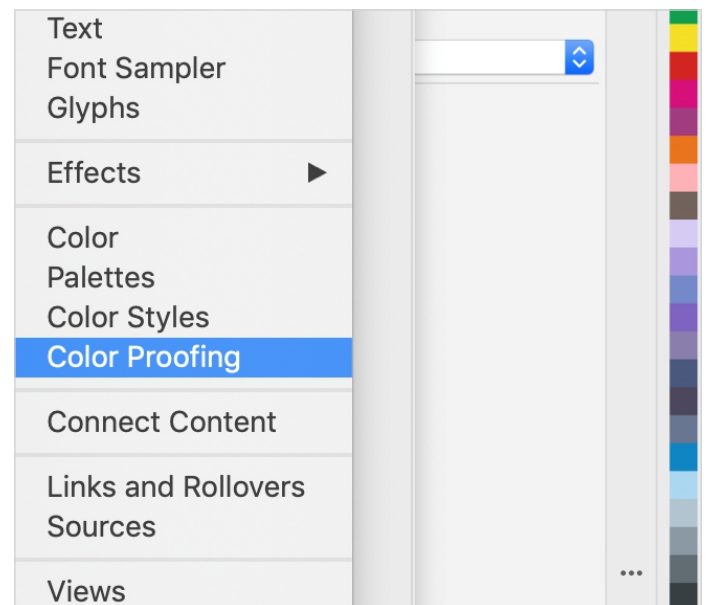 Text
Font Sampler
Glyphs
Effects
Color
Palettes
Color Styles
Color Proofing
Connect Content
Links and Rollovers
Sources
Views